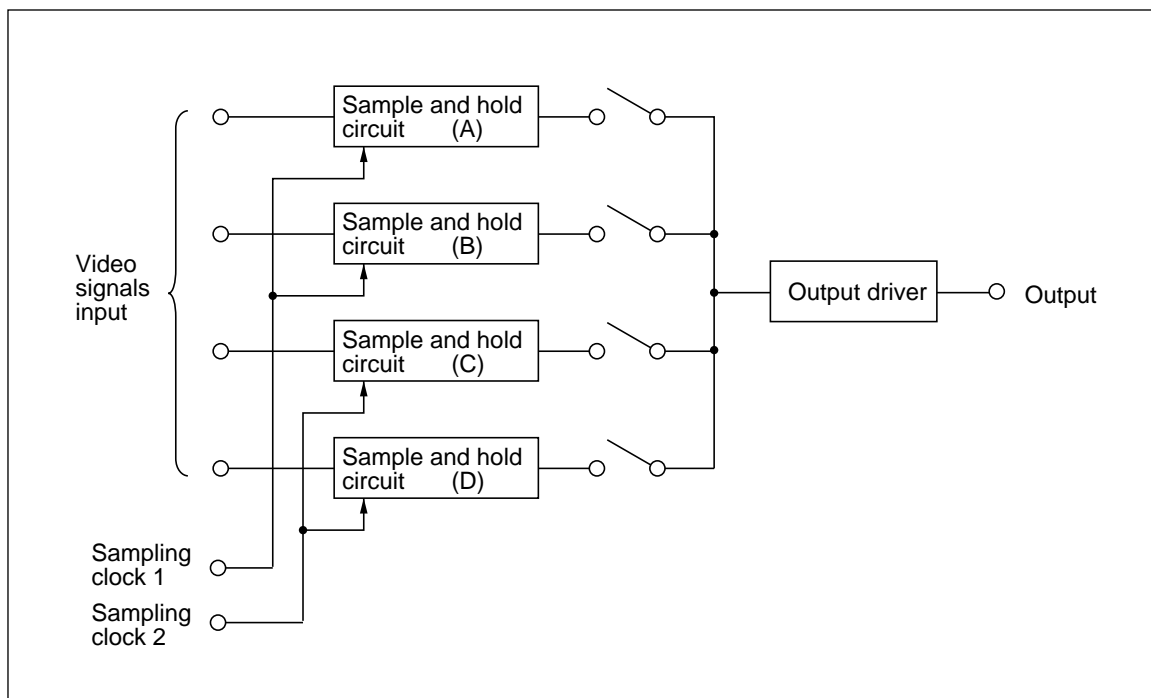 Sample and hold
circuit (A)
Sample and hold
circuit (B)
Video
signals
input
Output driver
Output
Sample and hold
circuit (C)
Sample and hold
circuit (D)
Sampling
clock 1
Sampling
clock 2